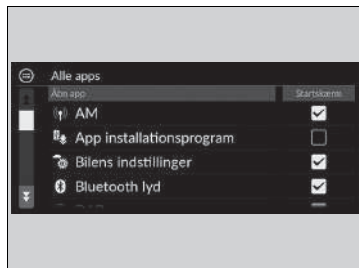 Alle apps
Åbn app
Startskærm
AM
App installationsprogram
Bilens indstillinger
Bluetooth lyd